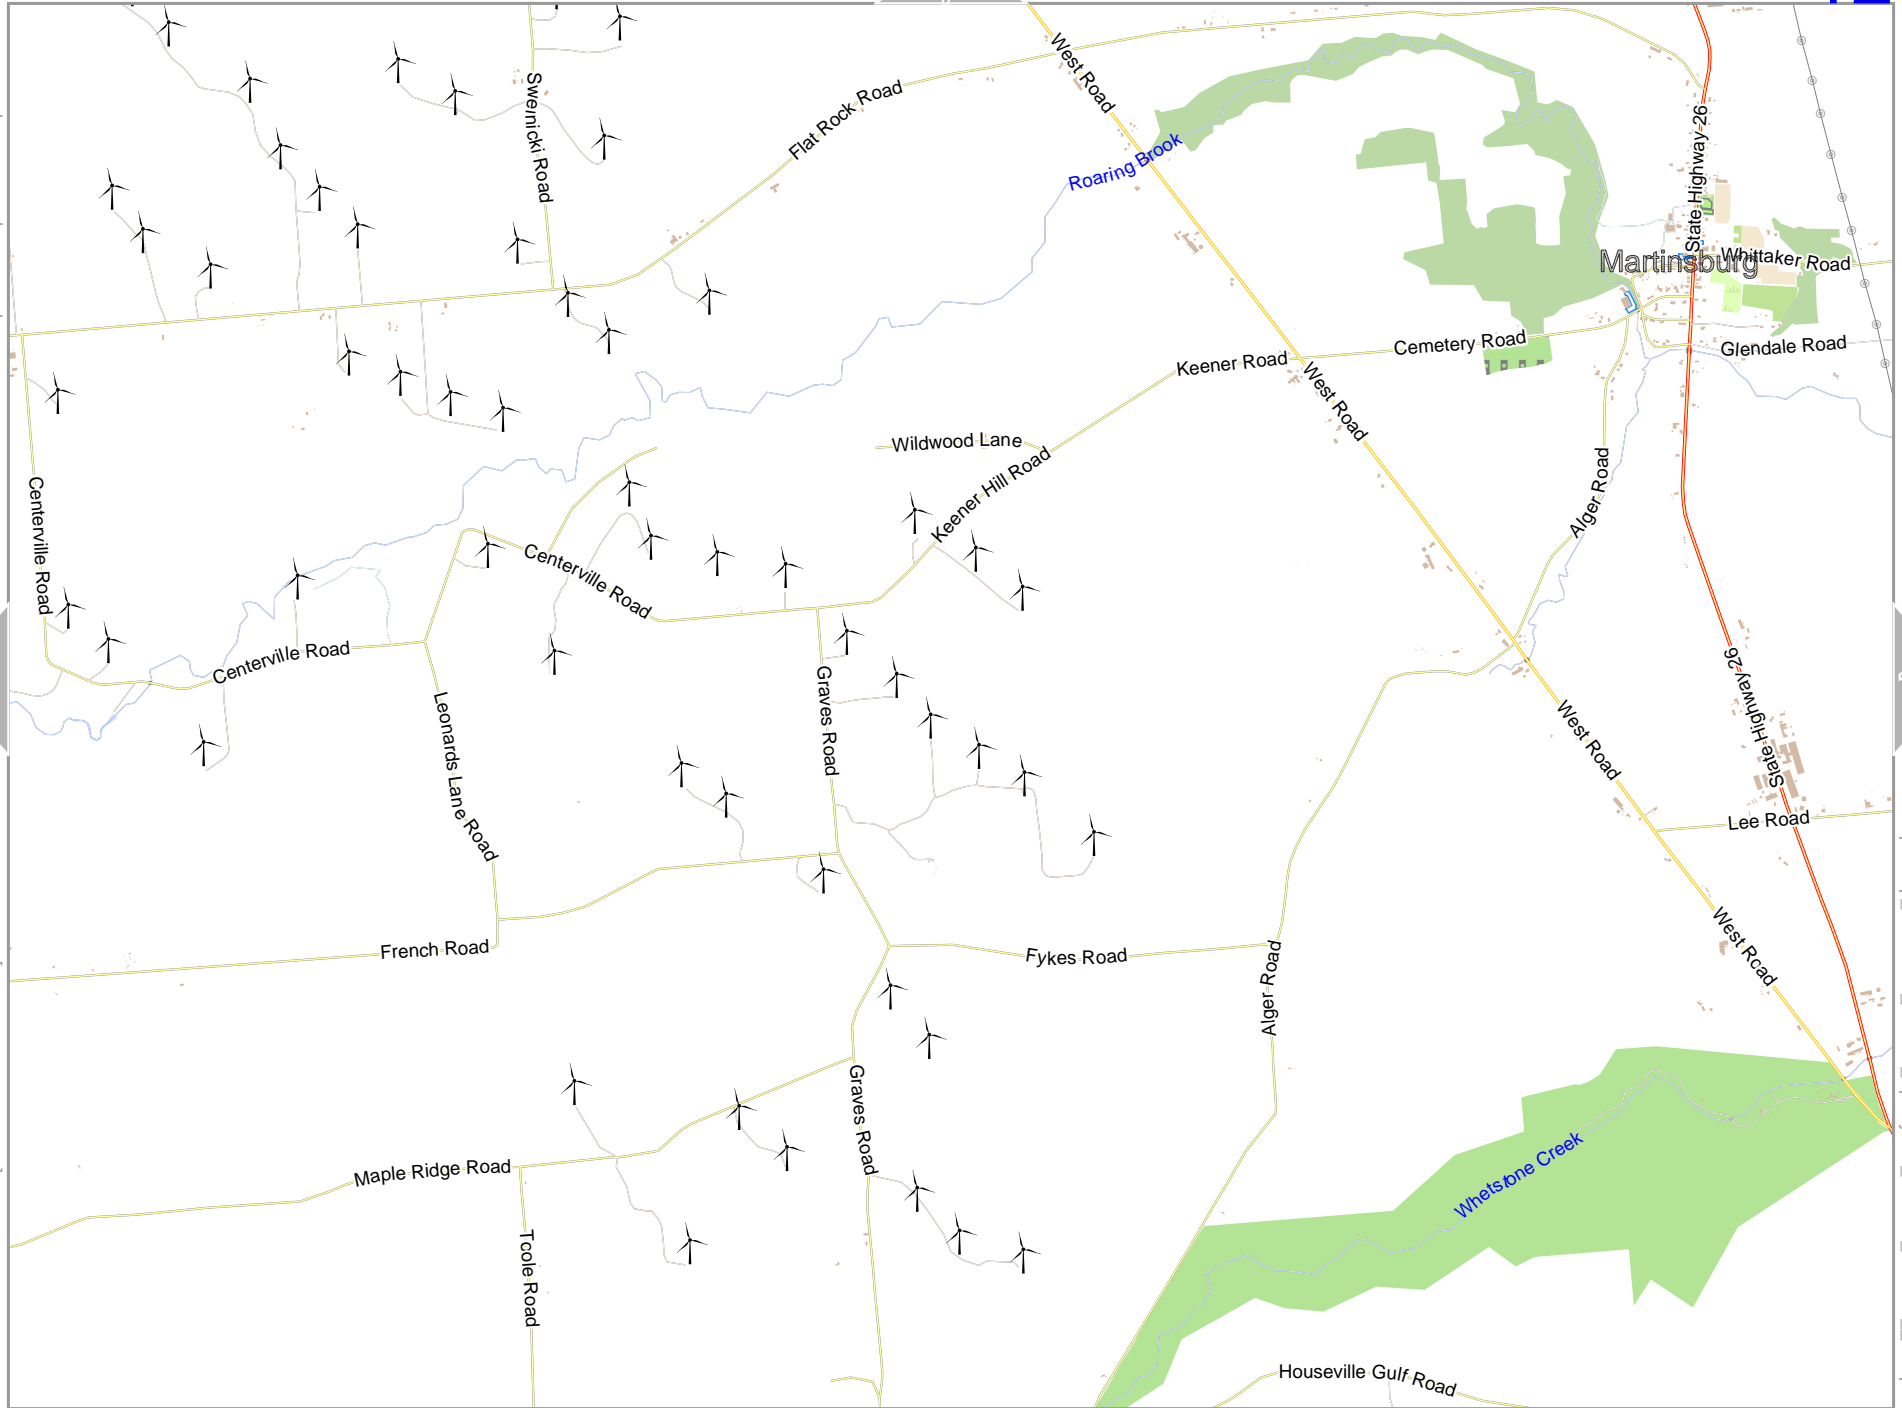 West Road
Swernicki Road
Flat Rock Road
State Highway 26
Roaring Brook
Martinsburg
Whittaker Road
Cemetery Road
Glendale Road
Keener Road
West Road
Wildwood Lane
Keener Hill Road
Alger Road
Centerville Road
Centerville Road
Centerville Road
State Highway 26
Graves Road
Leonards Lane Road
West Road
Lee Road
French Road
Fykes Road
Alger Road
West Road
Graves Road
Whetstone Creek
Maple Ridge Road
Tcole Road
Houseville Gulf Road